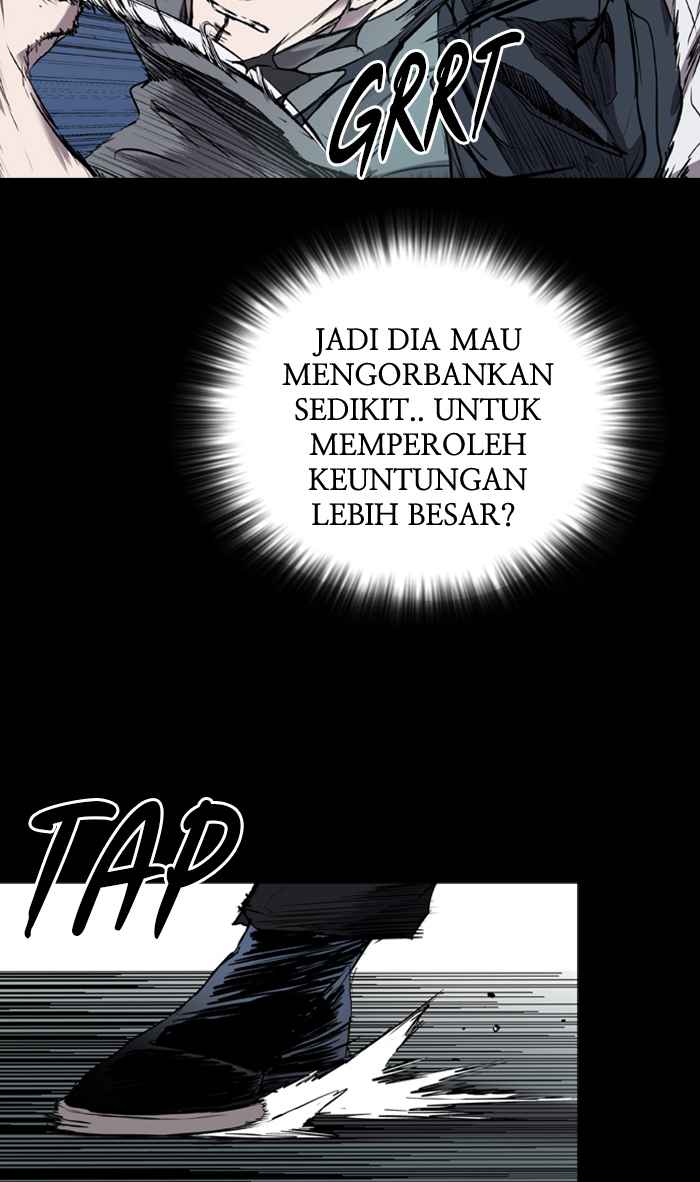 GRRT
JADI DIA MAU
MENGORBANKAN
SEDIKIT.. UNTUK
MEMPEROLEH
KEUNTUNGAN
LEBIH BESAR?
TAP